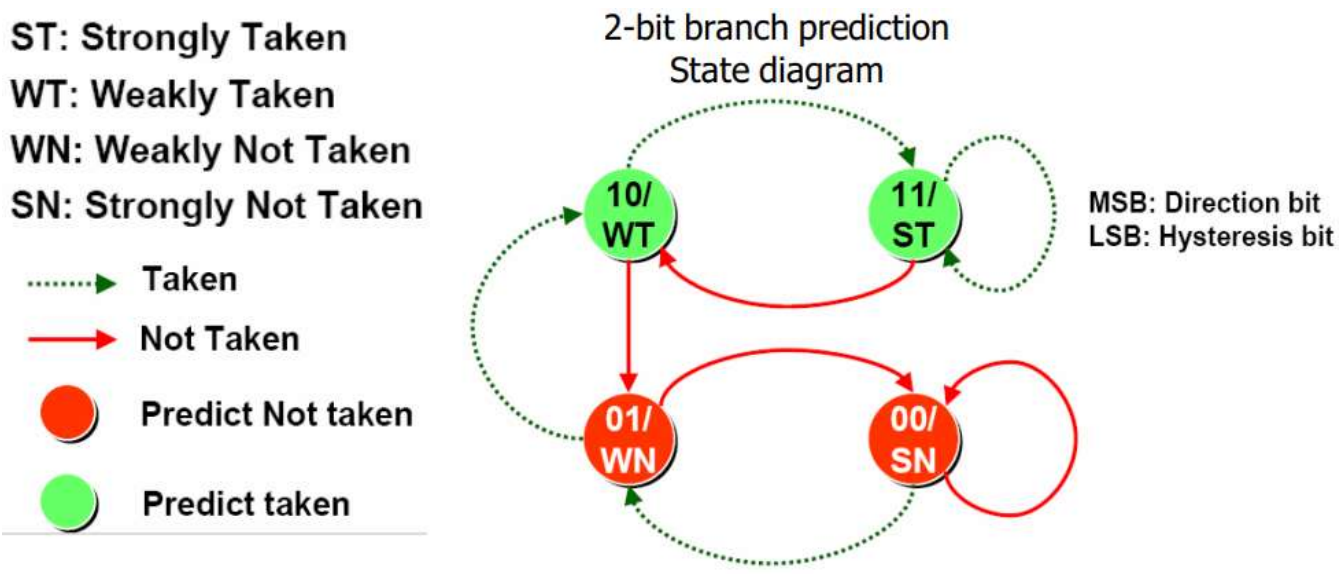 ST: Strongly Taken
WT: Weakly Taken
WN: Weakly Not Taken
SN: Strongly Not Taken
Taken
Not Taken
Predict Not taken
Predict taken
2-bit branch prediction
State diagram
10/
WT
11/
ST
MSB: Direction bit
LSB: Hysteresis bit
01/
WN
00/
SN